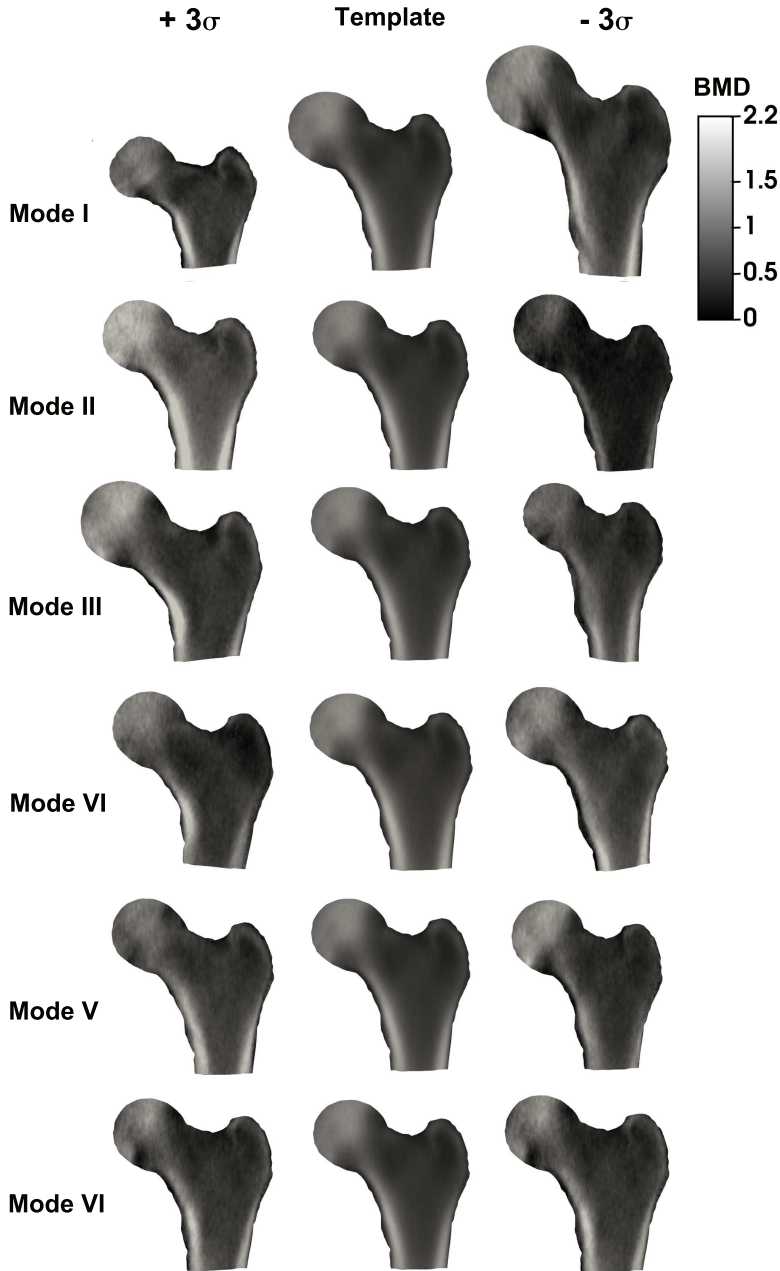 + 3σ Template - 3σ
BMD
2.2
1.5
1
0.5
0
Mode I
Mode II
Mode III
Mode VI
Mode V
Mode VI